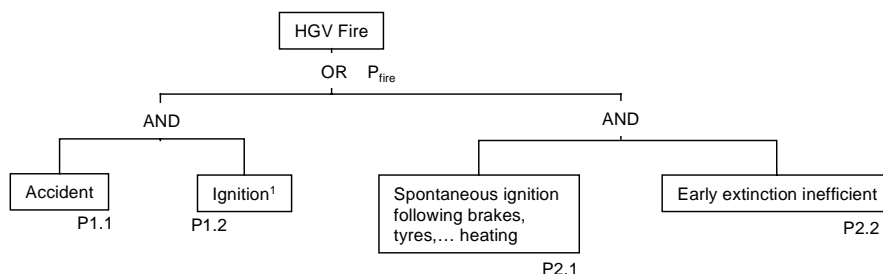 HGV Fire
OR P_fire
AND
AND
Accident
Ignition¹
Spontaneous ignition
following brakes,
tyres,… heating
Early extinction inefficient
P1.1
P1.2
P2.1
P2.2